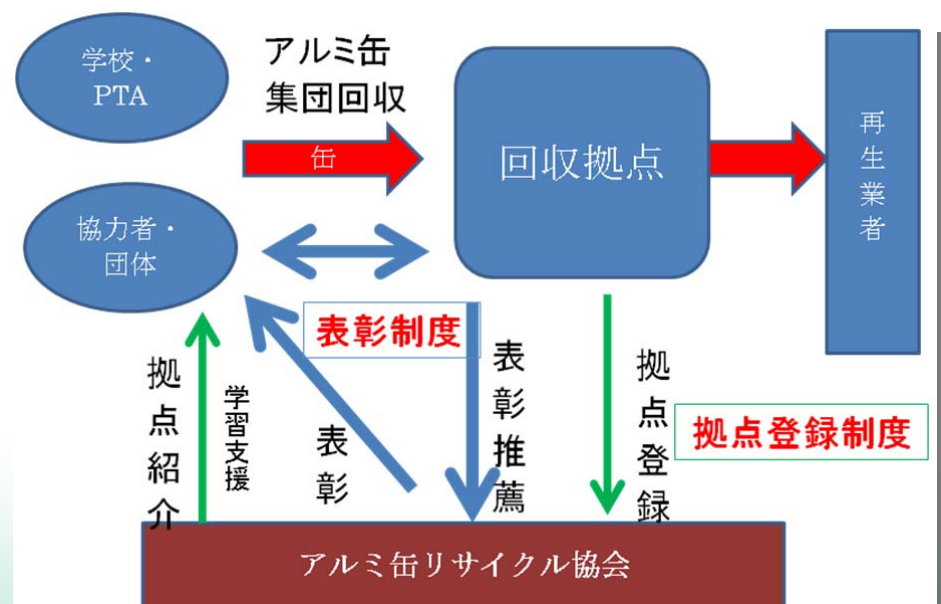 学校・
PTA
アルミ缶
集団回収
缶
回収拠点
再生業者
協力者・
団体
表彰制度
拠点紹介
学習支援
表彰
表彰推薦
拠点登録
拠点登録制度
アルミ缶リサイクル協会